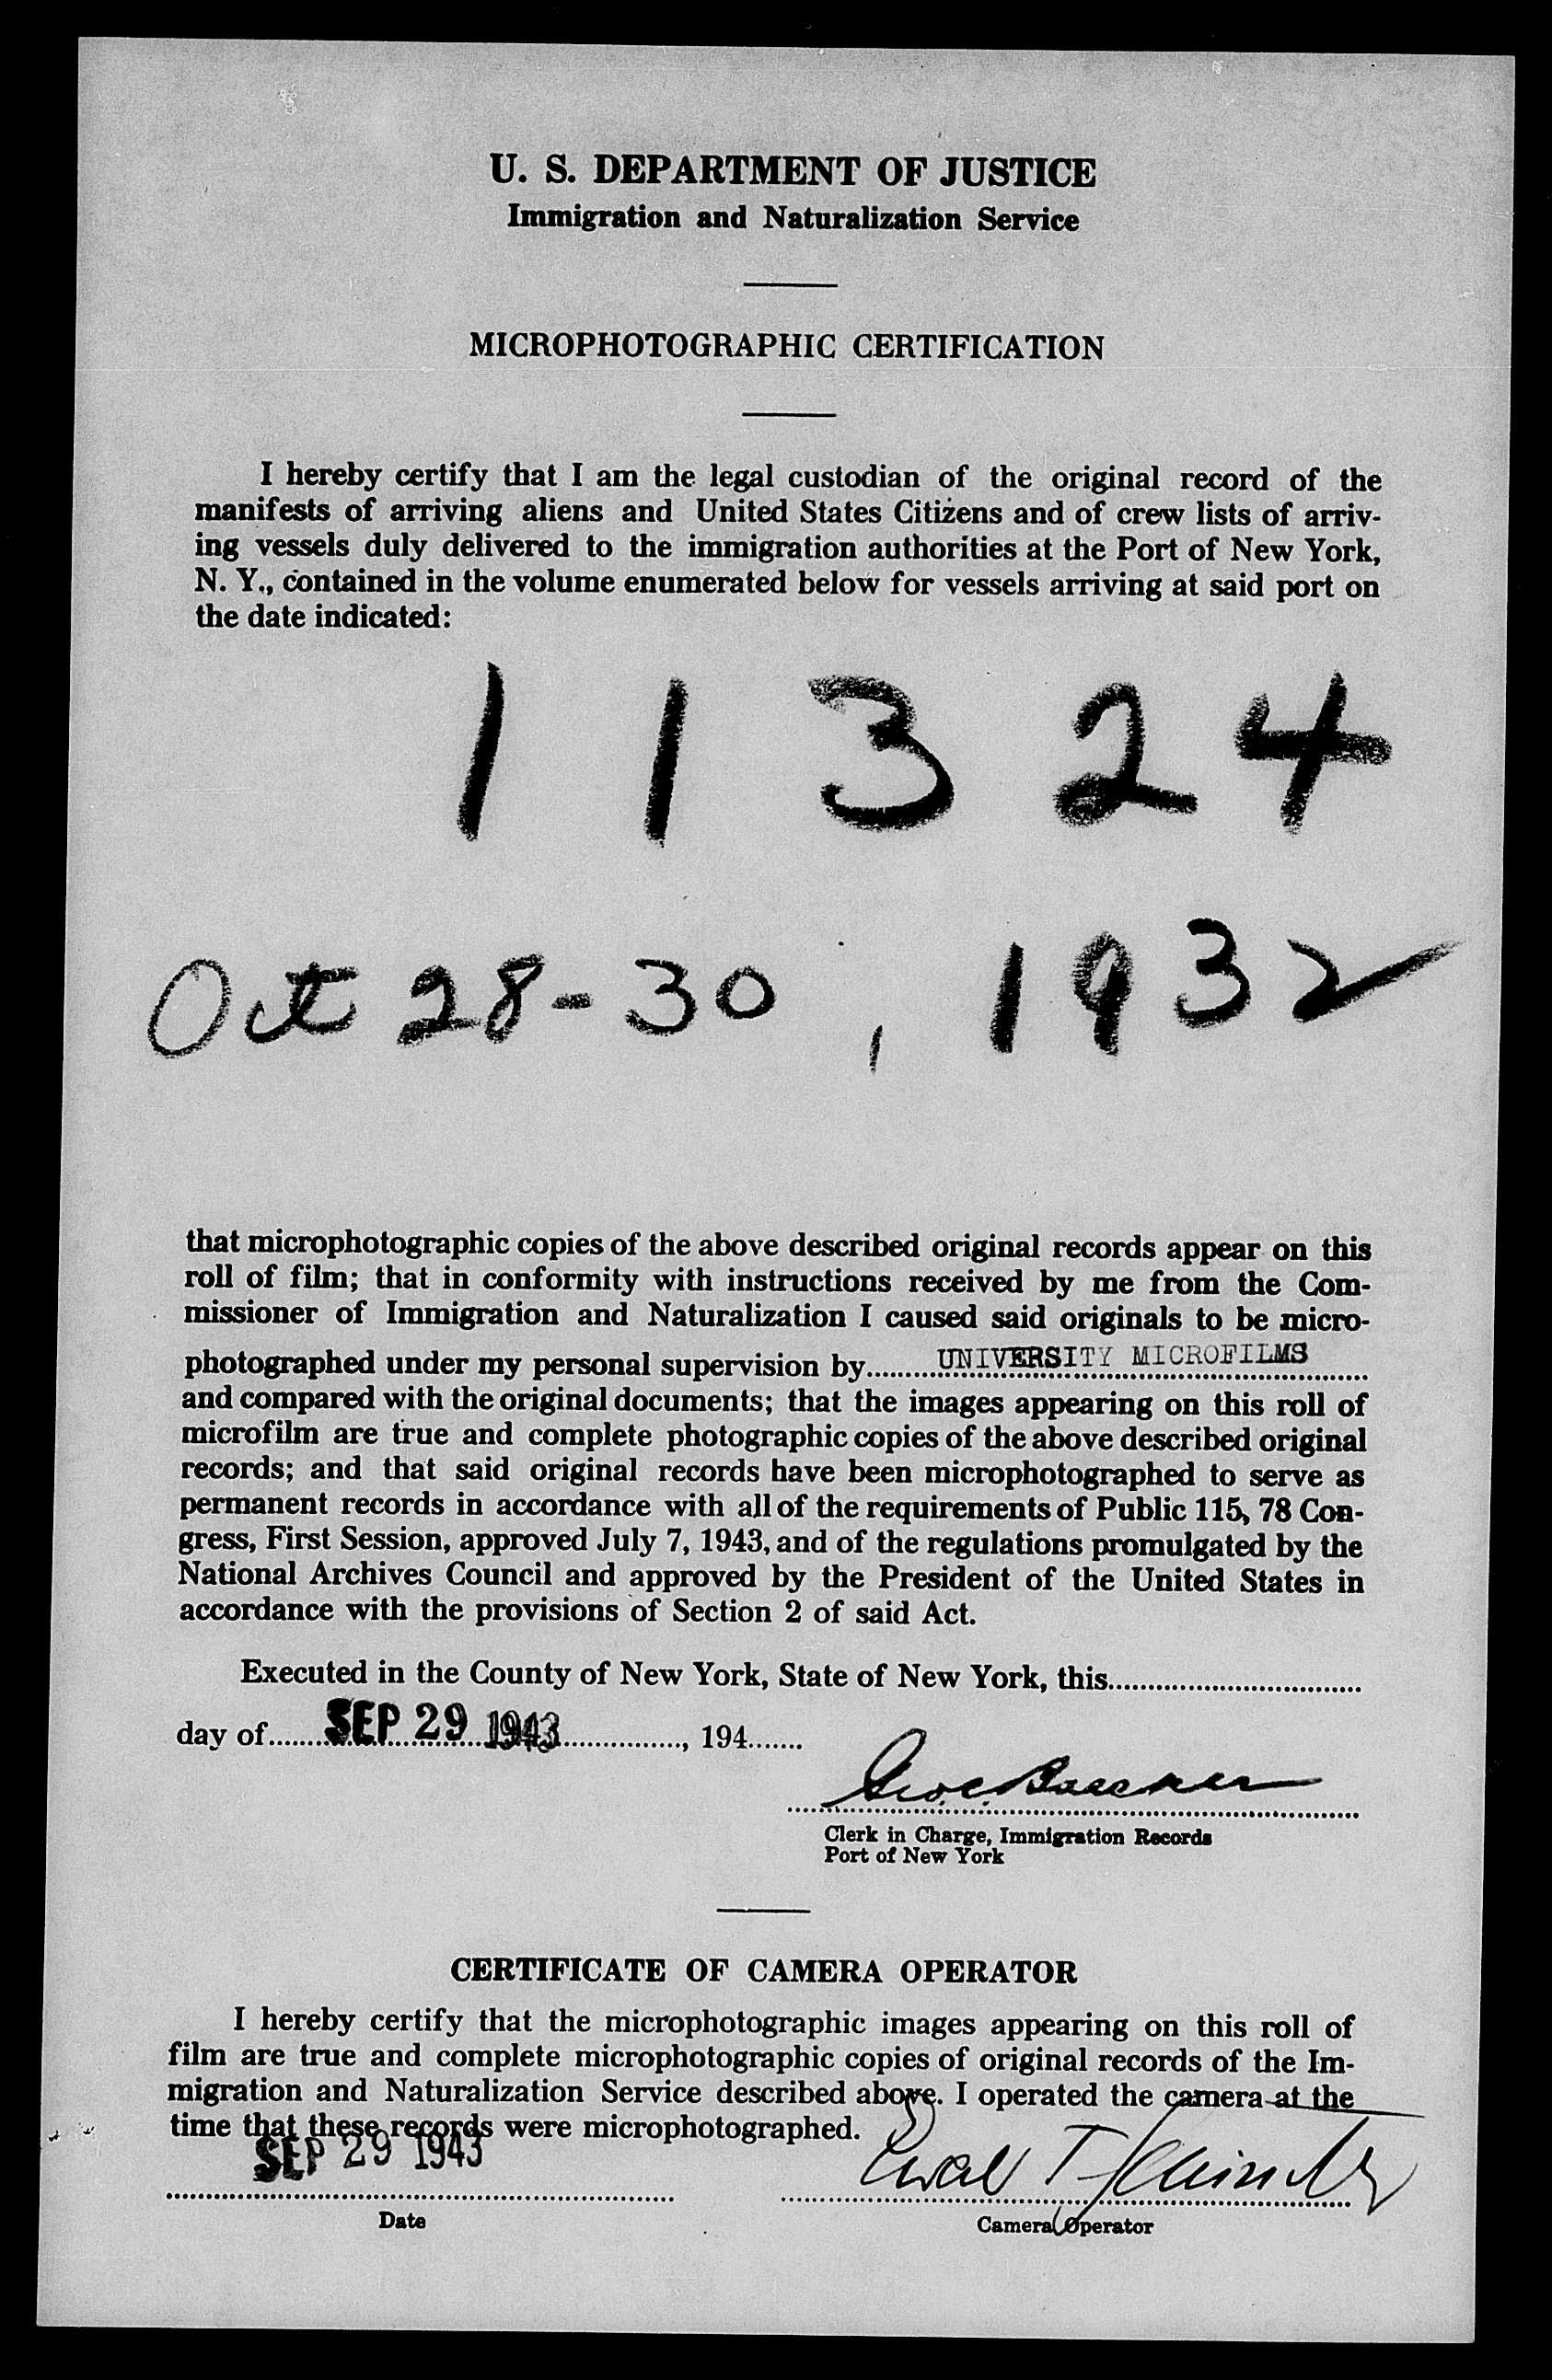 U. S. DEPARTMENT OF JUSTICE
Immigration and Naturalization Service
MICROPHOTOGRAPHIC CERTIFICATION
I hereby certify that I am the legal custodian of the original record of the
manifests of arriving aliens and United States Citizens and of crew lists of arriv-
ing vessels duly delivered to the immigration authorities at the Port of New York,
N. Y., contained in the volume enumerated below for vessels arriving at said port on
the date indicated:
11324
Oct 28-30, 1932
that microphotographic copies of the above described original records appear on this
roll of film; that in conformity with instructions received by me from the Com-
missioner of Immigration and Naturalization I caused said originals to be micro-
photographed under my personal supervision by UNIVERSITY MICROFILMS
and compared with the original documents; that the images appearing on this roll of
microfilm are true and complete photographic copies of the above described original
records; and that said original records have been microphotographed to serve as
permanent records in accordance with all of the requirements of Public 115, 78 Con-
gress, First Session, approved July 7, 1943, and of the regulations promulgated by the
National Archives Council and approved by the President of the United States in
accordance with the provisions of Section 2 of said Act.
Executed in the County of New York, State of New York, this
day of SEP 29 1943, 194
Clerk in Charge, Immigration Records
Port of New York
CERTIFICATE OF CAMERA OPERATOR
I hereby certify that the microphotographic images appearing on this roll of
film are true and complete microphotographic copies of original records of the Im-
migration and Naturalization Service described above. I operated the camera at the
time that these records were microphotographed.
SEP 29 1943
Date
Camera Operator